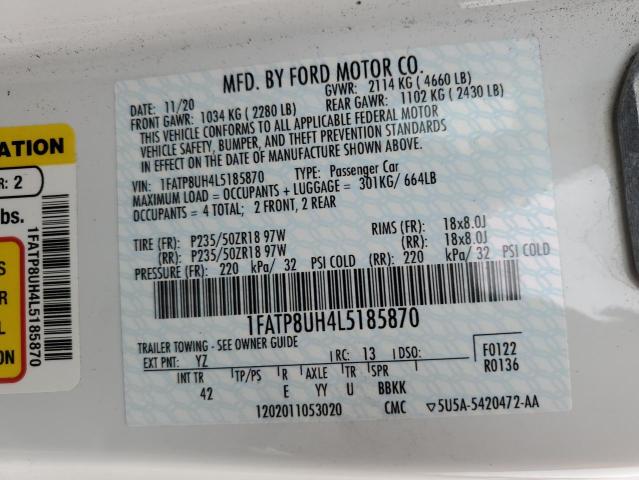 MFD. BY FORD MOTOR CO.
DATE: 11/20 GVWR: 2114 KG ( 4660 LB)
FRONT GAWR: 1034 KG ( 2280 LB) REAR GAWR: 1102 KG ( 2430 LB)
THIS VEHICLE CONFORMS TO ALL APPLICABLE FEDERAL MOTOR
VEHICLE SAFETY, BUMPER, AND THEFT PREVENTION STANDARDS
IN EFFECT ON THE DATE OF MANUFACTURE SHOWN ABOVE.
VIN: 1FATP8UH4L5185870 TYPE: Passenger Car
MAXIMUM LOAD = OCCUPANTS + LUGGAGE = 301KG/ 664LB
OCCUPANTS = 4 TOTAL; 2 FRONT, 2 REAR
TIRE (FR): P235/50ZR18 97W RIMS (FR): 18x8.0J
(RR): P235/50ZR18 97W (RR): 18x8.0J
PRESSURE (FR): 220 kPa/ 32 PSI COLD (RR): 220 kPa/ 32 PSI COLD
1FATP8UH4L5185870
TRAILER TOWING - SEE OWNER GUIDE
EXT PNT: YZ RC: 13 DSO: F0122
R0136
INT TR TP/PS R AXLE TR SPR
42 E YY U BBKK
1202011053020 CMC ▽5U5A-5420472-AA
ATION
R: 2
bs.
S
R
L
ON
1FATP8UH4L5185870